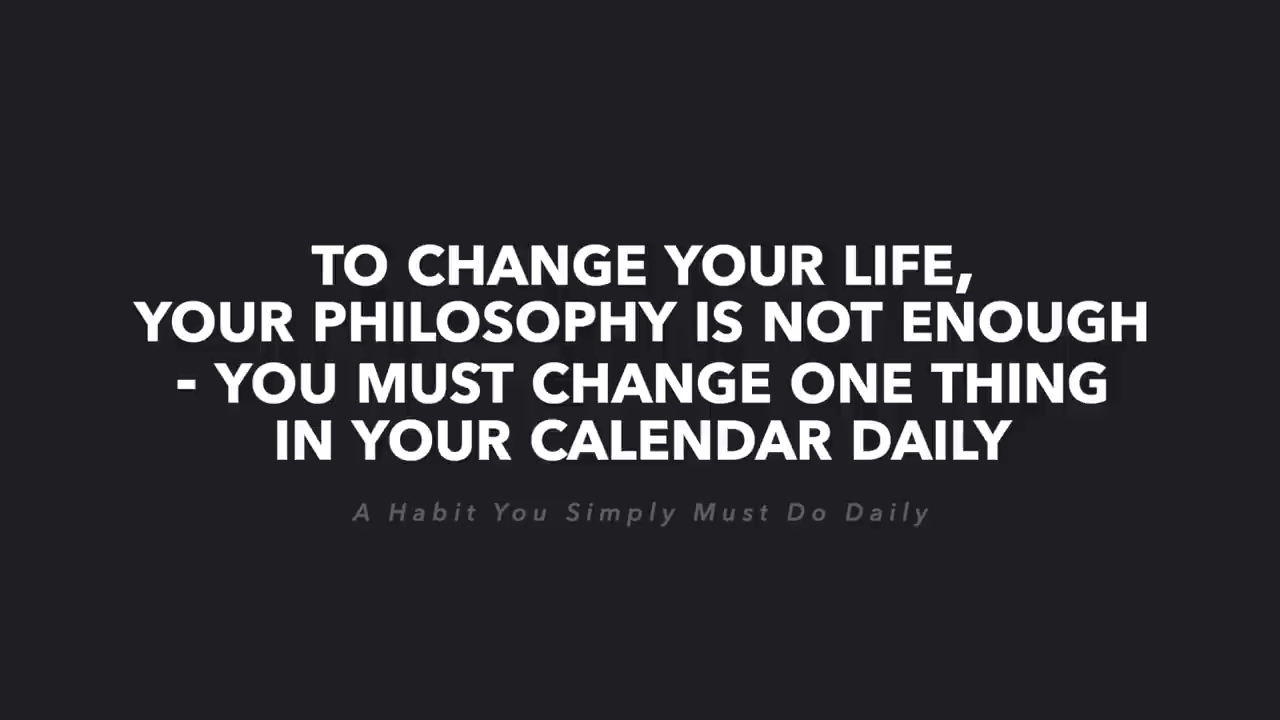 TO CHANGE YOUR LIFE,
YOUR PHILOSOPHY IS NOT ENOUGH
- YOU MUST CHANGE ONE THING
IN YOUR CALENDAR DAILY
A Habit You Simply Must Do Daily